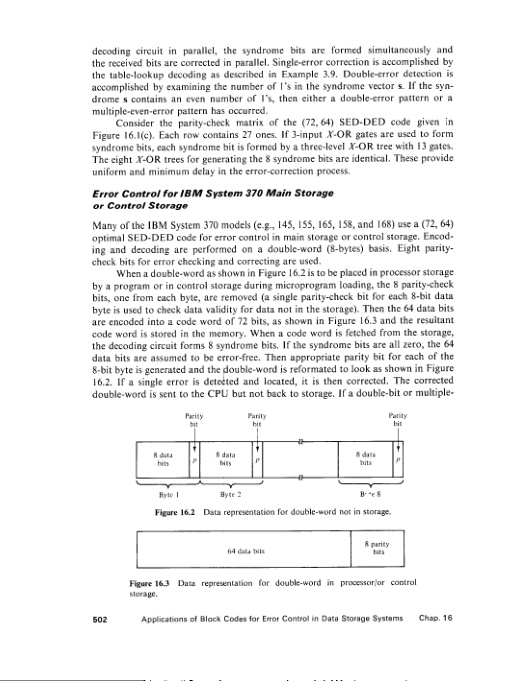 decoding circuit in parallel, the syndrome bits are formed simultaneously and
the received bits are corrected in parallel. Single-error correction is accomplished by
the table-lookup decoding as described in Example 3.9. Double-error detection is
accomplished by examining the number of 1's in the syndrome vector s. If the syn-
drome s contains an even number of 1's, then either a double-error pattern or a
multiple-even-error pattern has occurred.
Consider the parity-check matrix of the (72, 64) SED-DED code given in
Figure 16.1(c). Each row contains 27 ones. If 3-input X-OR gates are used to form
syndrome bits, each syndrome bit is formed by a three-level X-OR tree with 13 gates.
The eight X-OR trees for generating the 8 syndrome bits are identical. These provide
uniform and minimum delay in the error-correction process.
Error Control for IBM System 370 Main Storage
or Control Storage
Many of the IBM System 370 models (e.g., 145, 155, 165, 158, and 168) use a (72, 64)
optimal SED-DED code for error control in main storage or control storage. Encod-
ing and decoding are performed on a double-word (8-bytes) basis. Eight parity-
check bits for error checking and correcting are used.
When a double-word as shown in Figure 16.2 is to be placed in processor storage
by a program or in control storage during microprogram loading, the 8 parity-check
bits, one from each byte, are removed (a single parity-check bit for each 8-bit data
byte is used to check data validity for data not in the storage). Then the 64 data bits
are encoded into a code word of 72 bits, as shown in Figure 16.3 and the resultant
code word is stored in the memory. When a code word is fetched from the storage,
the decoding circuit forms 8 syndrome bits. If the syndrome bits are all zero, the 64
data bits are assumed to be error-free. Then appropriate parity bit for each of the
8-bit byte is generated and the double-word is reformatted to look as shown in Figure
16.2. If a single error is detected and located, it is then corrected. The corrected
double-word is sent to the CPU but not back to storage. If a double-bit or multiple-
Parity bit Parity bit Parity bit
8 data bits P 8 data bits P 8 data bits P
Byte 1 Byte 2 8
Figure 16.2 Data representation for double-word not in storage.
64 data bits 8 parity bits
Figure 16.3 Data representation for double-word in processor/or control
storage.
502 Applications of Block Codes for Error Control in Data Storage Systems Chap. 16